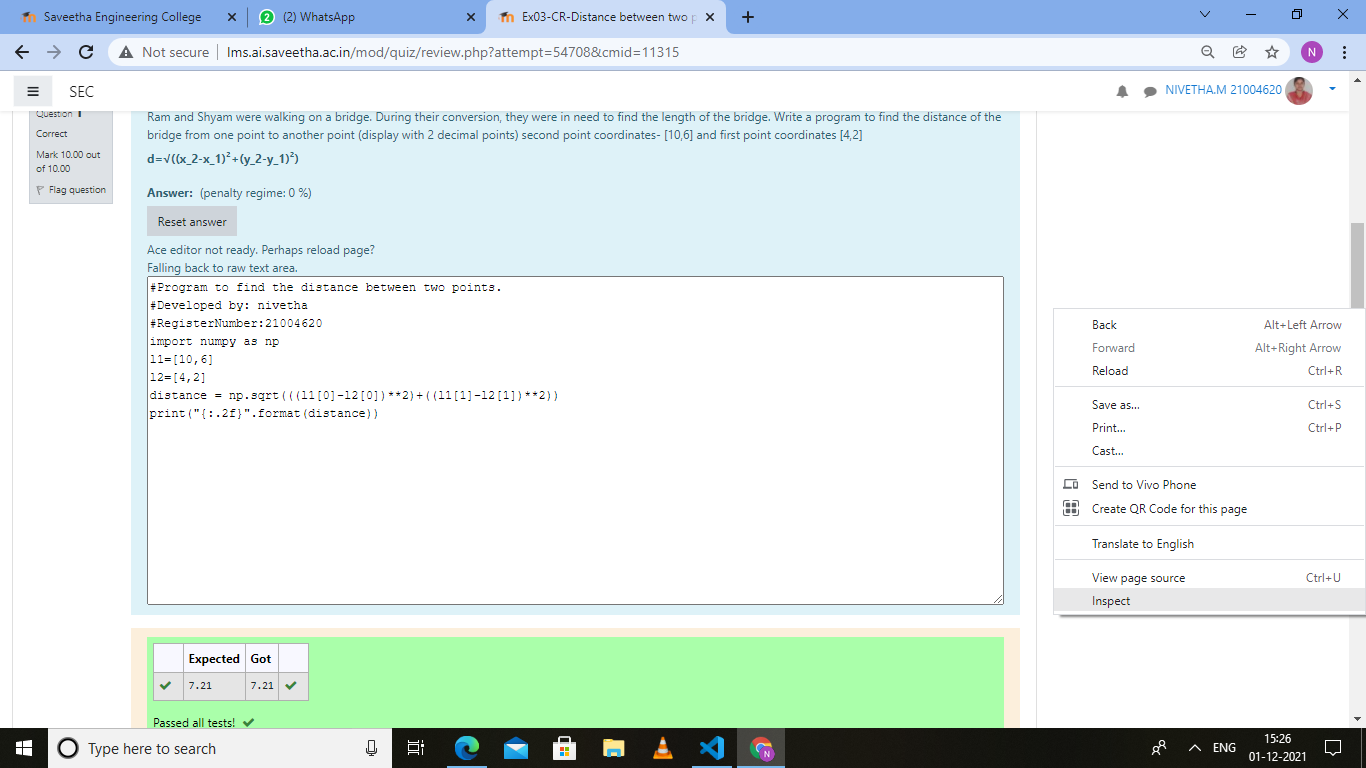 Saveetha Engineering College
(2) WhatsApp
Ex03-CR-Distance between two p
Not secure
lms.ai.saveetha.ac.in/mod/quiz/review.php?attempt=54708&cmid=11315
N
SEC
NIVETHA.M 21004620
Question 1
Correct
Mark 10.00 out
of 10.00
Flag question
Ram and Shyam were walking on a bridge. During their conversion, they were in need to find the length of the bridge. Write a program to find the distance of the
bridge from one point to another point (display with 2 decimal points) second point coordinates- [10,6] and first point coordinates [4,2]
d=√((x_2-x_1)²+(y_2-y_1)²)
Answer: (penalty regime: 0 %)
Reset answer
Ace editor not ready. Perhaps reload page?
Falling back to raw text area.
#Program to find the distance between two points.
#Developed by: nivetha
#RegisterNumber:21004620
import numpy as np
l1=[10,6]
l2=[4,2]
distance = np.sqrt(((l1[0]-l2[0])**2)+((l1[1]-l2[1])**2))
print("{:.2f}".format(distance))
Back Alt+Left Arrow
Forward Alt+Right Arrow
Reload Ctrl+R
Save as... Ctrl+S
Print... Ctrl+P
Cast...
Send to Vivo Phone
Create QR Code for this page
Translate to English
View page source Ctrl+U
Inspect
Expected Got
7.21 7.21
Passed all tests!
Type here to search
N
ENG
15:26
01-12-2021